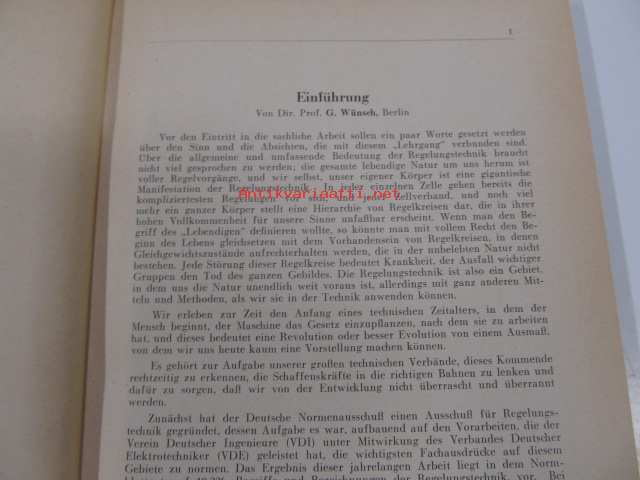 1
Einführung
Von Dir. Prof. G. Wünsch, Berlin
Vor den Eintritt in die sachliche Arbeit sollen ein paar Worte gesetzt werden
über den Sinn und die Absichten, die mit diesem „Lehrgang“ verbunden sind.
Über die allgemeine und umfassende Bedeutung der Regelungstechnik braucht
nicht viel gesprochen zu werden; die gesamte lebendige Natur um uns herum ist
voller Regelvorgänge, und wir selbst, unser eigener Körper ist eine gigantische
Manifestation der Regelungstechnik. In jeder einzelnen Zelle gehen bereits die
Antikvariaatti.net
kompliziertesten Regelungen vor sich, und jeder Zellverband, und noch viel
mehr ein ganzer Körper stellt eine Hierarchie von Regelkreisen dar, die in ihrer
hohen Vollkommenheit für unsere Sinne unfaßbar erscheint. Wenn man den Be-
griff des „Lebendigen“ definieren wollte, so könnte man mit vollem Recht den Be-
ginn des Lebens gleichsetzen mit dem Vorhandensein von Regelkreisen, in denen
Gleichgewichtszustände aufrechterhalten werden, die in der unbelebten Natur nicht
bestehen. Jede Störung dieser Regelkreise bedeutet Krankheit, der Ausfall wichtiger
Gruppen den Tod des ganzen Gebildes. Die Regelungstechnik ist also ein Gebiet,
in dem uns die Natur unendlich weit voraus ist, allerdings mit ganz anderen Mit-
teln und Methoden, als wir sie in der Technik anwenden können.
Wir erleben zur Zeit den Anfang eines technischen Zeitalters, in dem der
Mensch beginnt, der Maschine das Gesetz einzupflanzen, nach dem sie zu arbeiten
hat, und dieses bedeutet eine Revolution oder besser Evolution von einem Ausmaß,
von dem wir uns heute kaum eine Vorstellung machen können.
Es gehört zur Aufgabe unserer großen technischen Verbände, dieses Kommende
rechtzeitig zu erkennen, die Schaffenskräfte in die richtigen Bahnen zu lenken und
dafür zu sorgen, daß wir von der Entwicklung nicht überrascht und überrannt
werden.
Zunächst hat der Deutsche Normenausschuß einen Ausschuß für Regelungs-
technik gegründet, dessen Aufgabe es war, aufbauend auf den Vorarbeiten, die der
Verein Deutscher Ingenieure (VDI) unter Mitwirkung des Verbandes Deutscher
Elektrotechniker (VDE) geleistet hat, die wichtigsten Fachausdrücke auf diesem
Gebiete zu normen. Das Ergebnis dieser jahrelangen Arbeit liegt in dem Norm-
Begriffe und Bezeichnungen der Regelungstechnik, vor. Bei